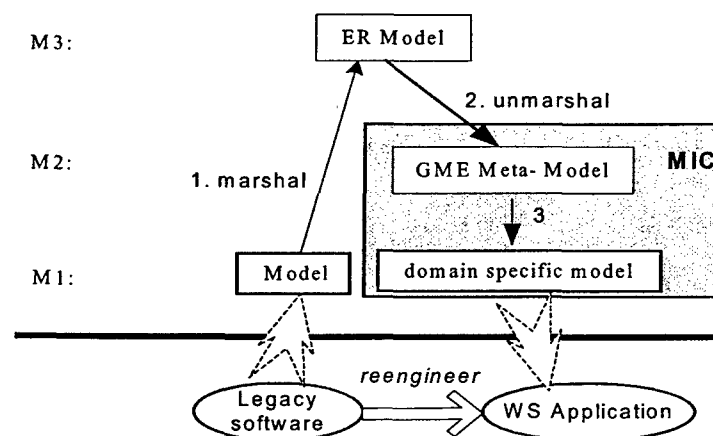 M3:
ER Model
2. unmarshal
M2:
MIC
GME Meta- Model
1. marshal
3
M1:
Model
domain specific model
reengineer
Legacy
software
WS Application